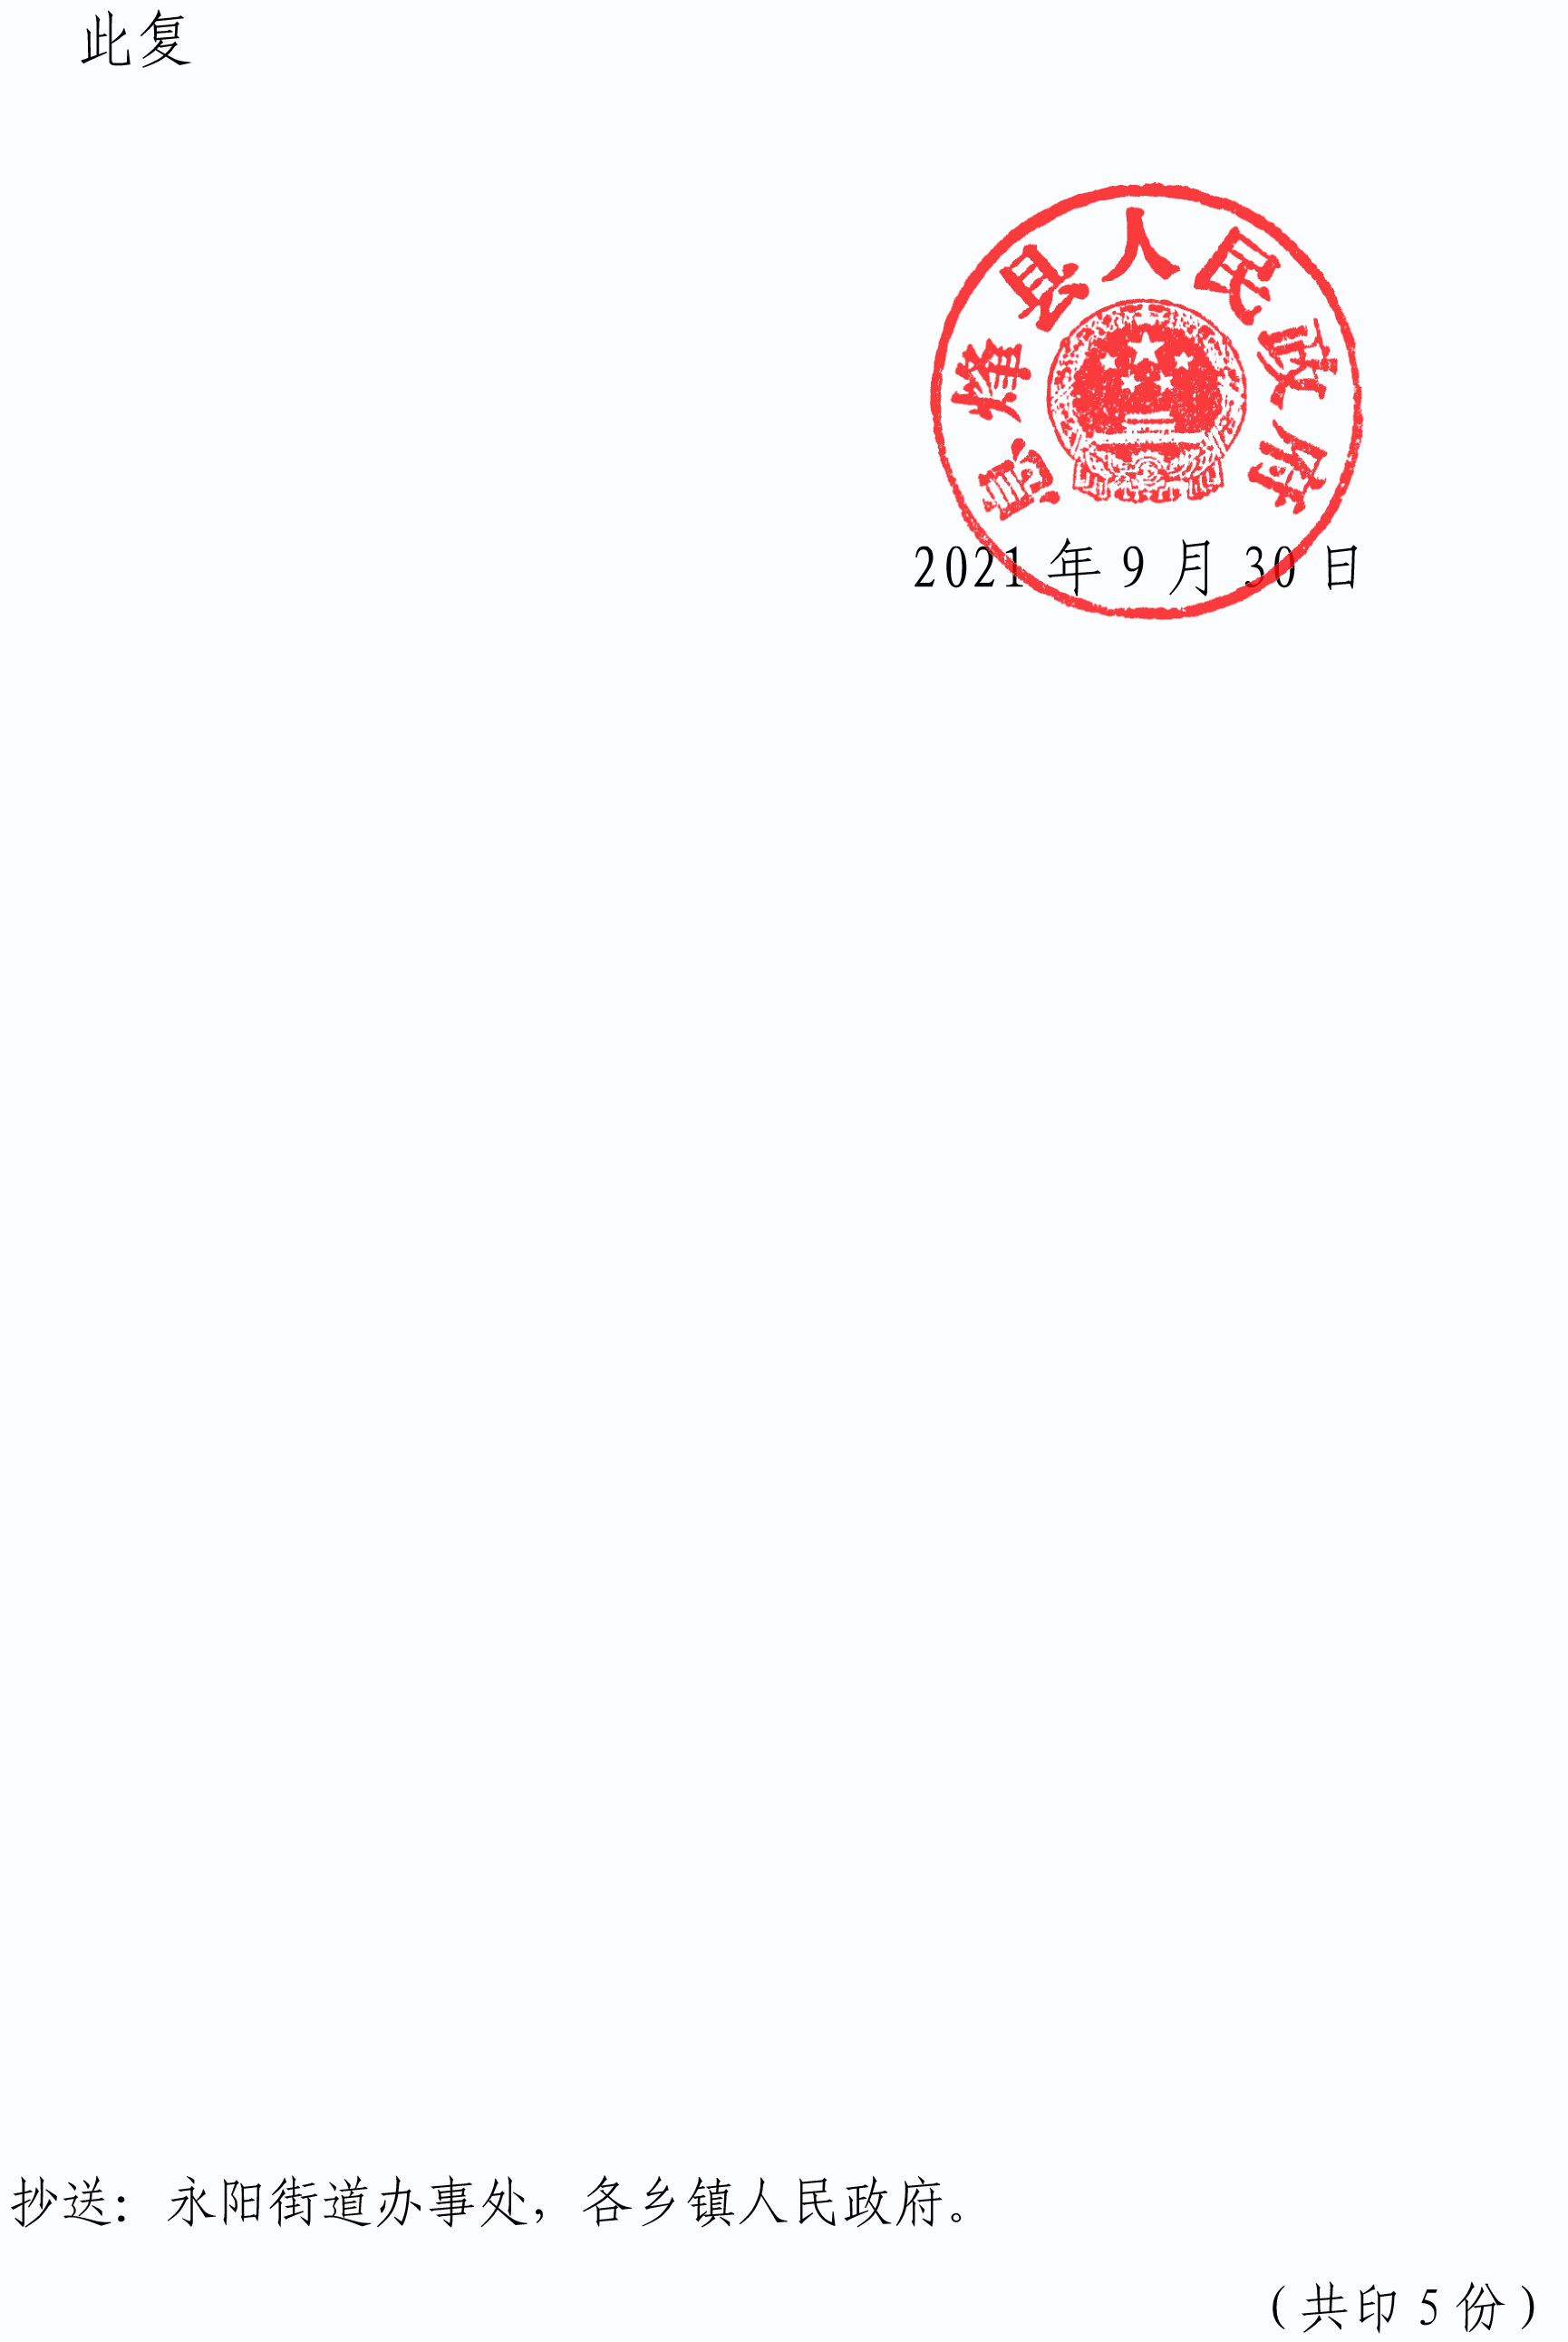 此复
息烽县人民政府
2021年9月30日
抄送：永阳街道办事处，各乡镇人民政府。
（共印5份）